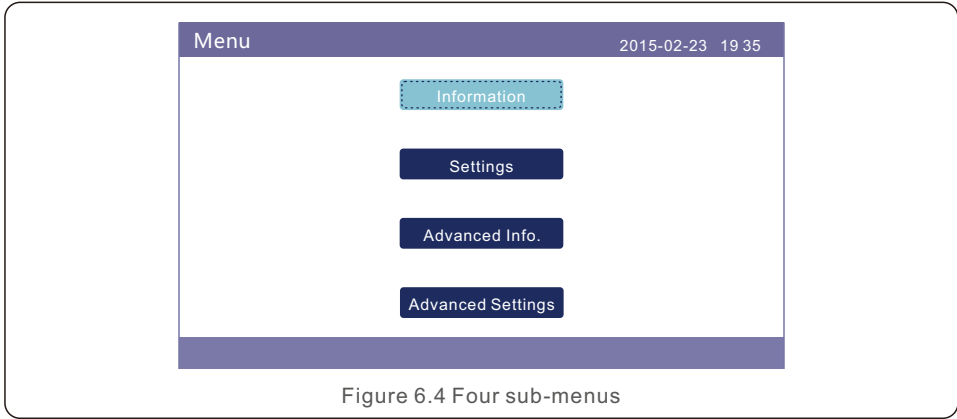 Menu 2015-02-23 19 35
Information
Settings
Advanced Info.
Advanced Settings
Figure 6.4 Four sub-menus